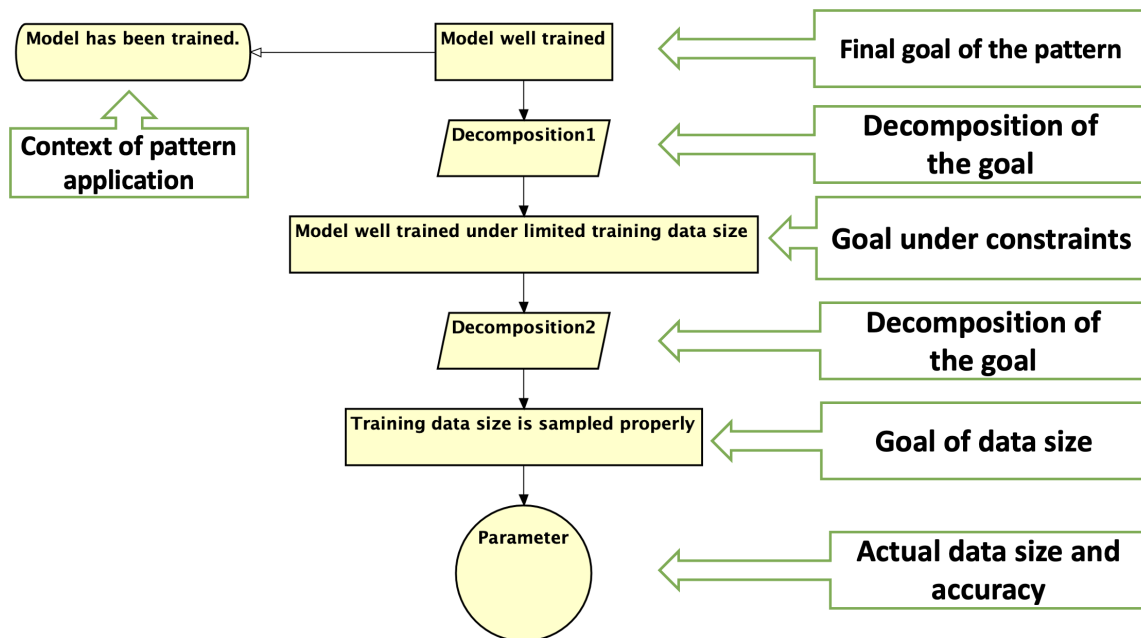 Model has been trained.
Model well trained
Final goal of the pattern
Context of pattern
application
Decomposition1
Decomposition of
the goal
Model well trained under limited training data size
Goal under constraints
Decomposition2
Decomposition of
the goal
Training data size is sampled properly
Goal of data size
Parameter
Actual data size and
accuracy